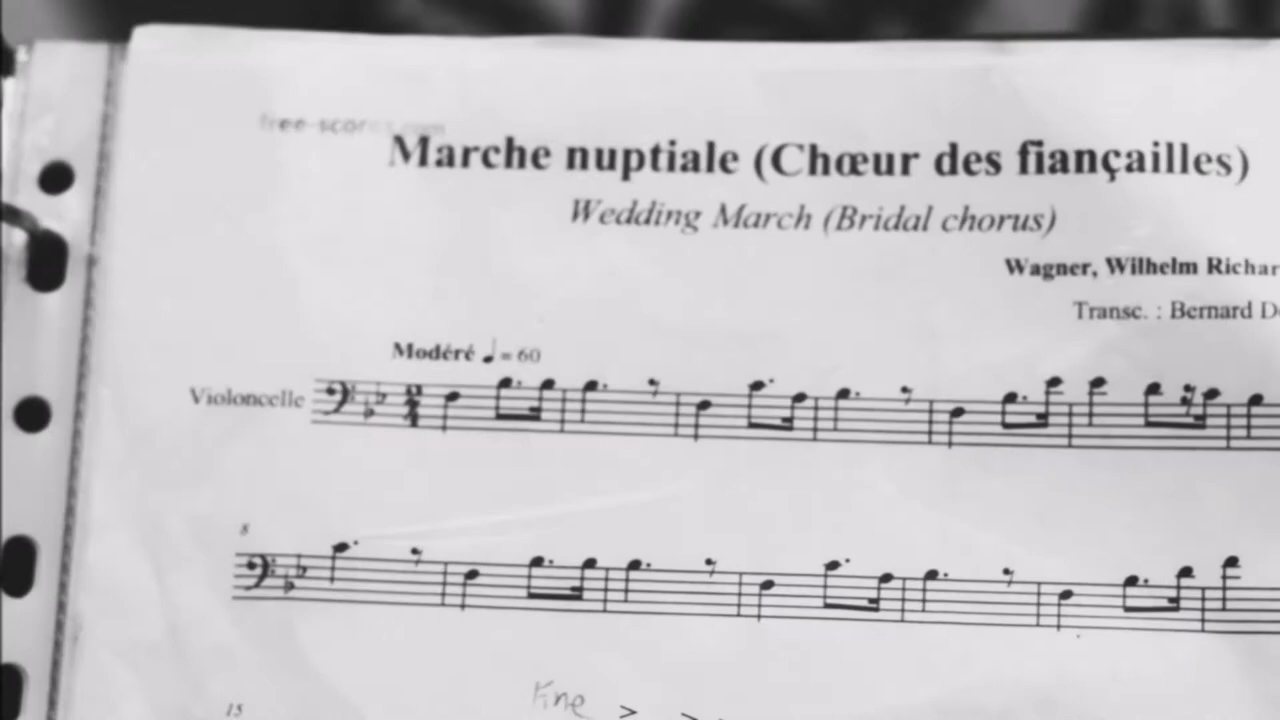 free-scores.com
Marche nuptiale (Chœur des fiançailles)
Wedding March (Bridal chorus)
Wagner, Wilhelm Richar
Transc. : Bernard D
Modéré ♩ = 60
Violoncelle
8
Fine >
15